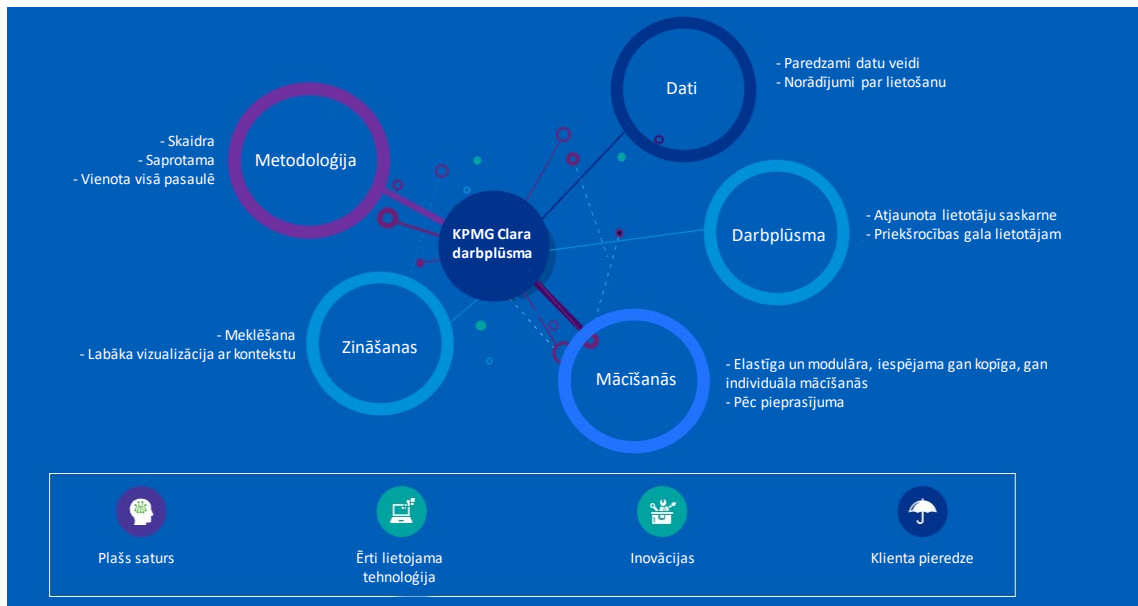 Dati
- Paredzami datu veidi
- Norādījumi par lietošanu
Metodoloģija
- Skaidra
- Saprotama
- Vienota visā pasaulē
KPMG Clara
darbplūsma
Darbplūsma
- Atjaunota lietotāju saskarne
- Priekšrocības gala lietotājam
Zināšanas
- Meklēšana
- Labāka vizualizācija ar kontekstu
Mācīšanās
- Elastīga un modulāra, iespējama gan kopīga, gan
individuāla mācīšanās
- Pēc pieprasījuma
Plašs saturs
Ērti lietojama
tehnoloģija
Inovācijas
Klienta pieredze